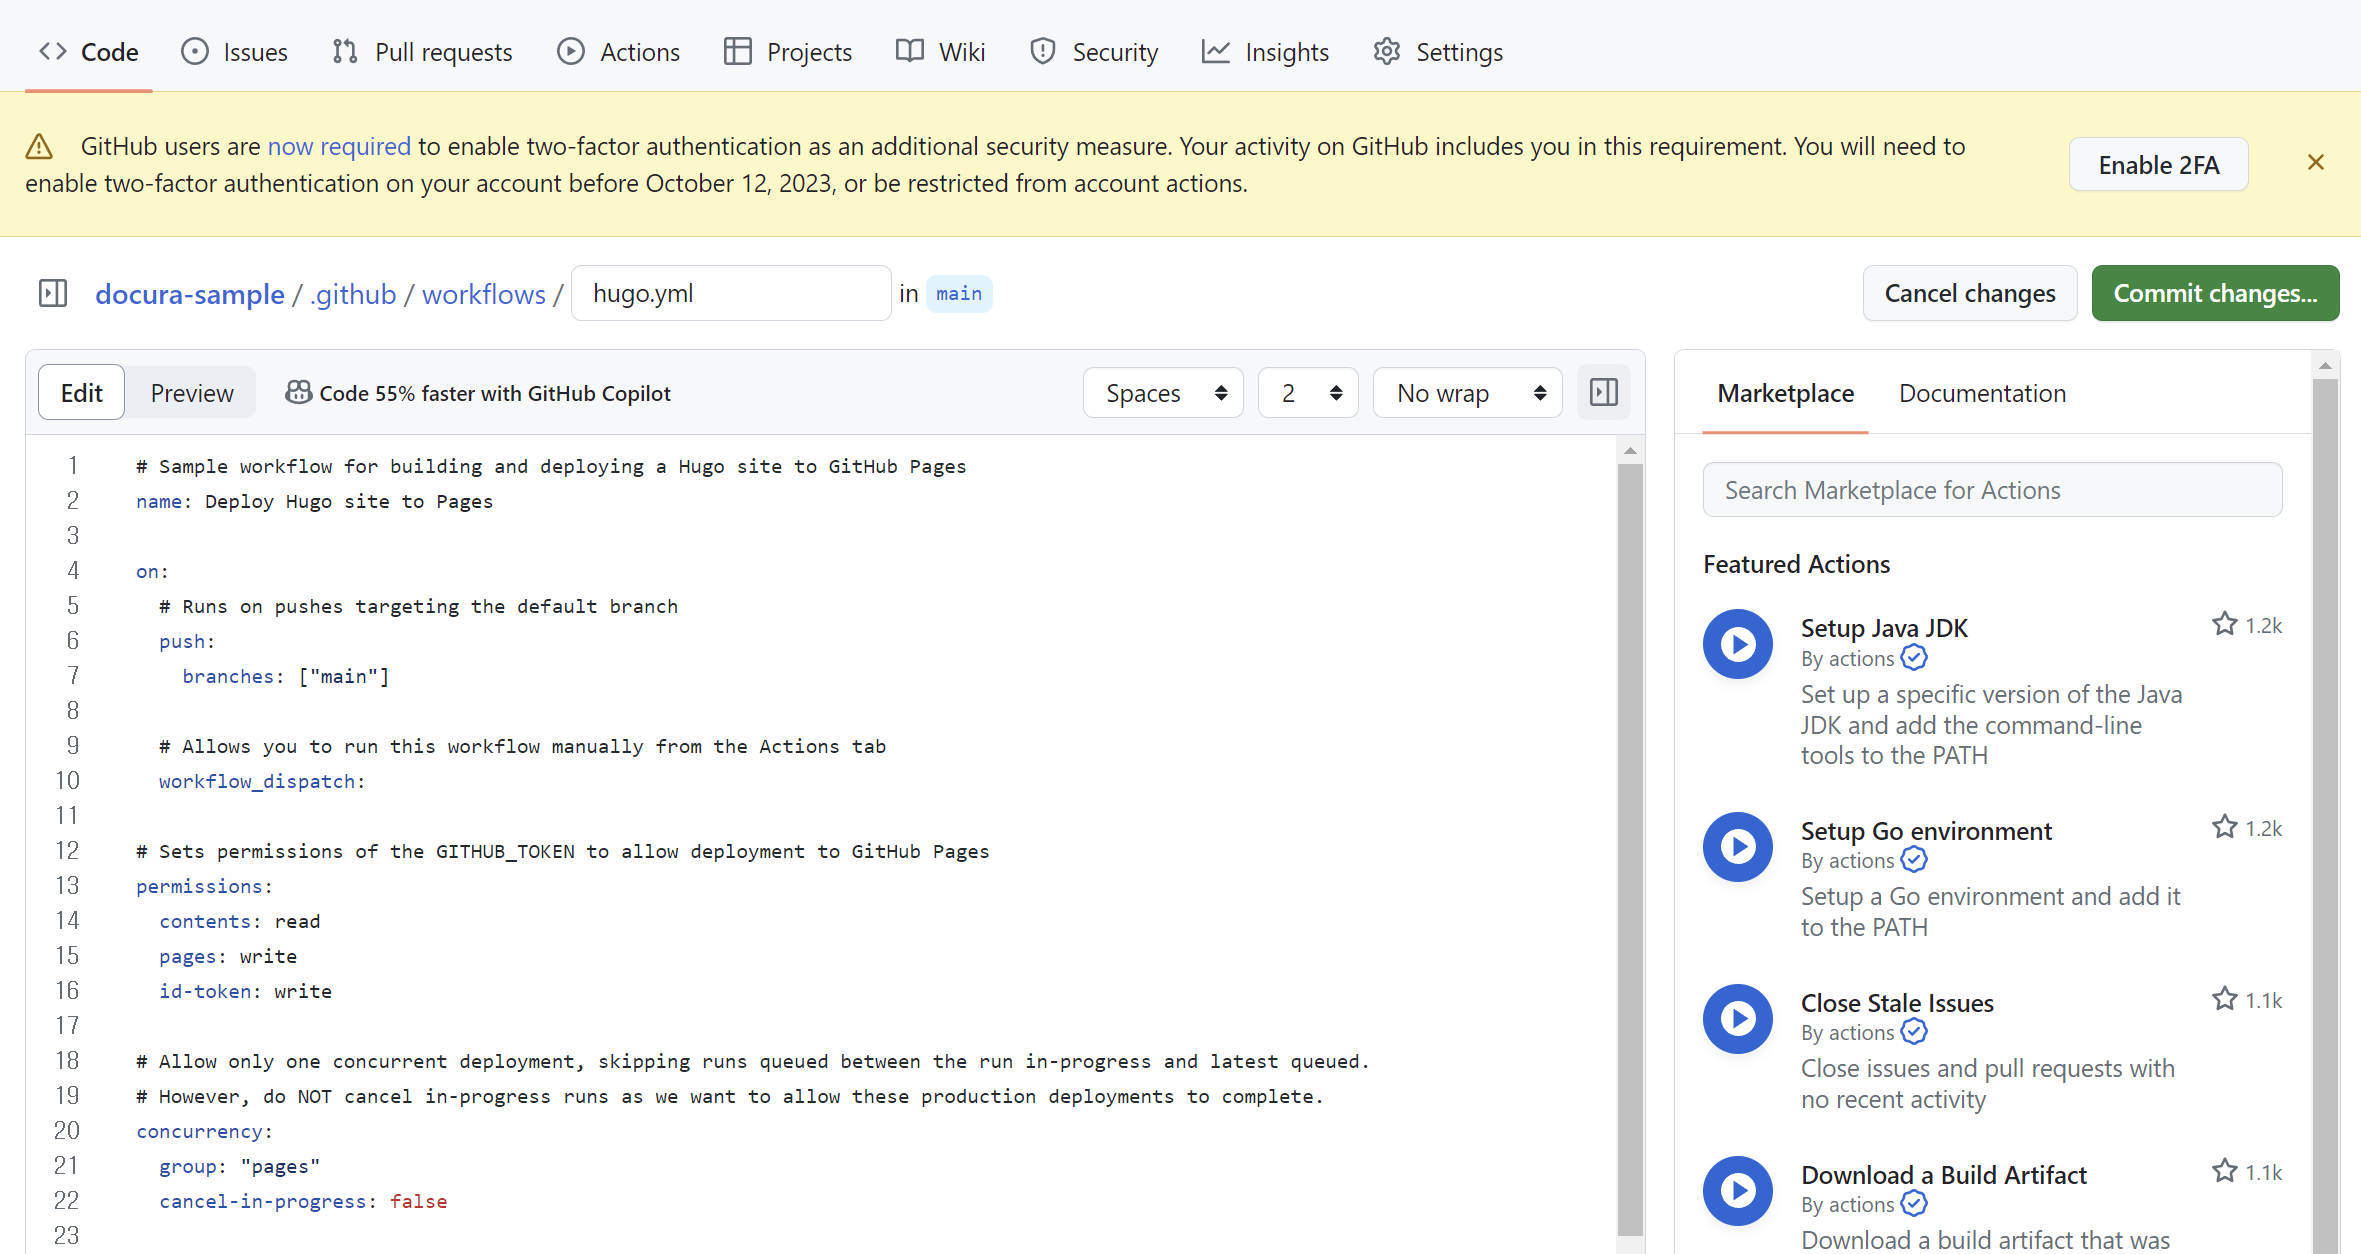 Code Issues Pull requests Actions Projects Wiki Security Insights Settings
GitHub users are now required to enable two-factor authentication as an additional security measure. Your activity on GitHub includes you in this requirement. You will need to
enable two-factor authentication on your account before October 12, 2023, or be restricted from account actions.
Enable 2FA
docura-sample / .github / workflows / hugo.yml in main
Cancel changes Commit changes...
Edit Preview Code 55% faster with GitHub Copilot Spaces 2 No wrap
1 # Sample workflow for building and deploying a Hugo site to GitHub Pages
2 name: Deploy Hugo site to Pages
3
4 on:
5   # Runs on pushes targeting the default branch
6   push:
7     branches: ["main"]
8
9   # Allows you to run this workflow manually from the Actions tab
10   workflow_dispatch:
11
12 # Sets permissions of the GITHUB_TOKEN to allow deployment to GitHub Pages
13 permissions:
14   contents: read
15   pages: write
16   id-token: write
17
18 # Allow only one concurrent deployment, skipping runs queued between the run in-progress and latest queued.
19 # However, do NOT cancel in-progress runs as we want to allow these production deployments to complete.
20 concurrency:
21   group: "pages"
22   cancel-in-progress: false
23
Marketplace Documentation
Search Marketplace for Actions
Featured Actions
Setup Java JDK 1.2k
By actions
Set up a specific version of the Java
JDK and add the command-line
tools to the PATH
Setup Go environment 1.2k
By actions
Setup a Go environment and add it
to the PATH
Close Stale Issues 1.1k
By actions
Close issues and pull requests with
no recent activity
Download a Build Artifact 1.1k
By actions
Download a build artifact that was